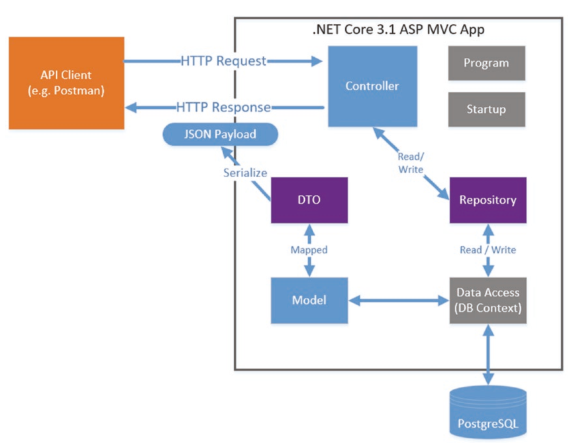 .NET Core 3.1 ASP MVC App
API Client
(e.g. Postman)
HTTP Request
HTTP Response
JSON Payload
Serialize
Controller
Program
Startup
Read/
Write
DTO
Repository
Mapped
Read / Write
Model
Data Access
(DB Context)
PostgreSQL